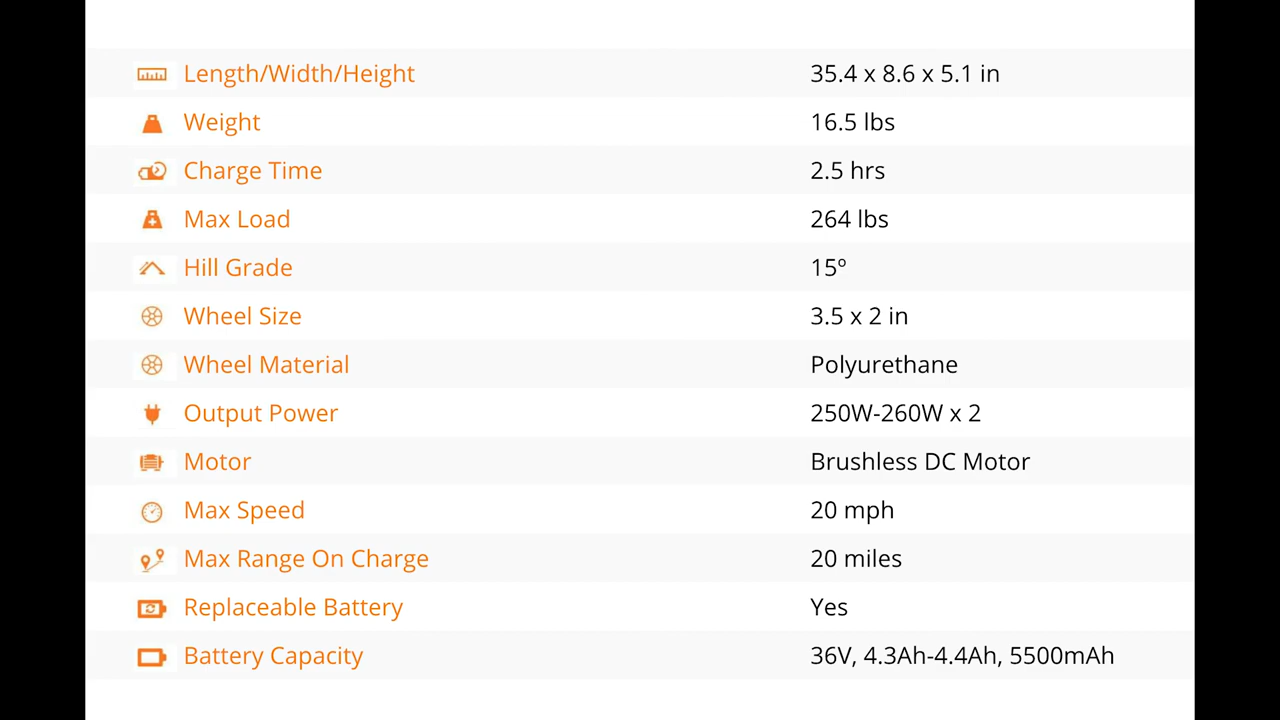 Length/Width/Height 35.4 x 8.6 x 5.1 in
Weight 16.5 lbs
Charge Time 2.5 hrs
Max Load 264 lbs
Hill Grade 15º
Wheel Size 3.5 x 2 in
Wheel Material Polyurethane
Output Power 250W-260W x 2
Motor Brushless DC Motor
Max Speed 20 mph
Max Range On Charge 20 miles
Replaceable Battery Yes
Battery Capacity 36V, 4.3Ah-4.4Ah, 5500mAh